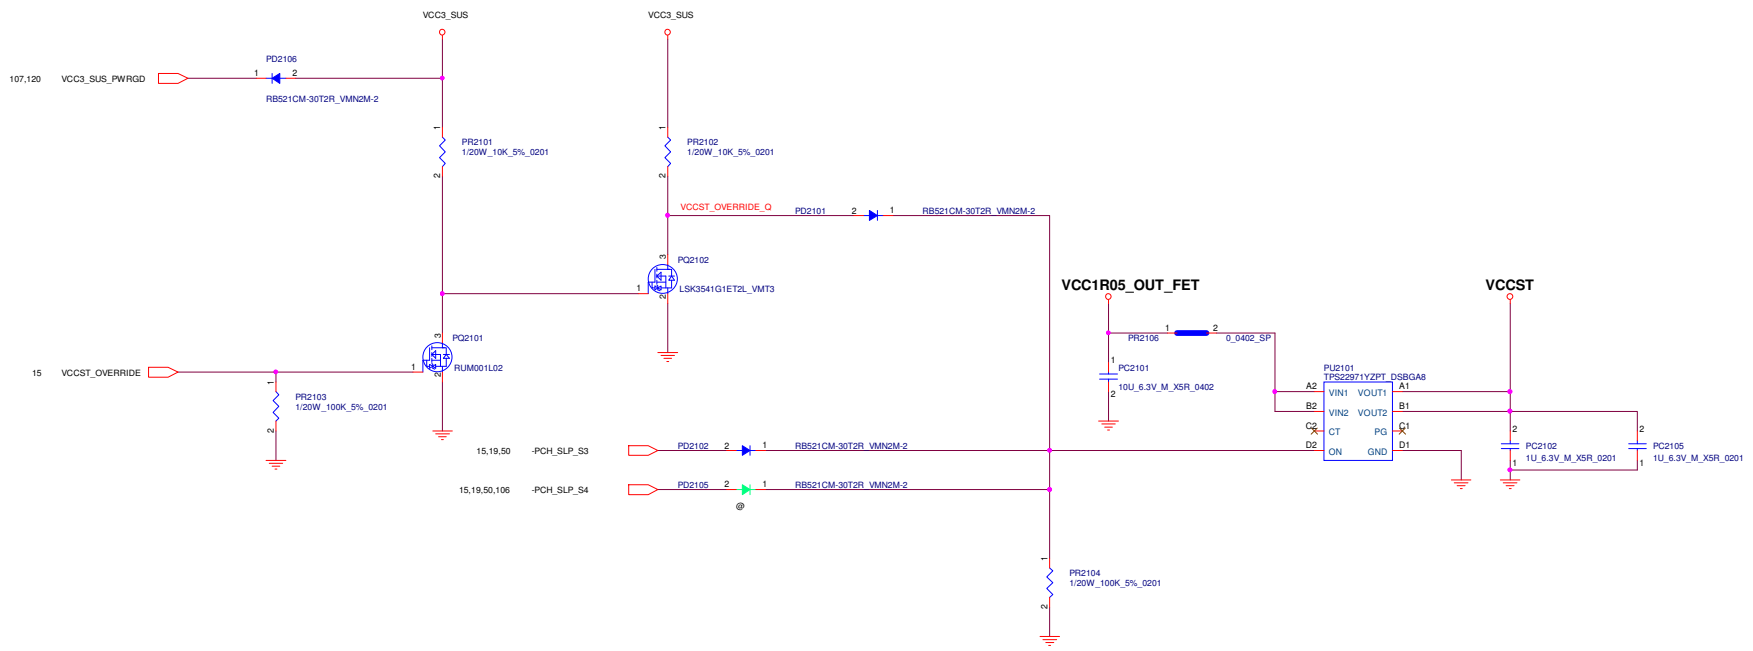 VCC3_SUS
VCC3_SUS
107,120 VCC3_SUS_PWRGD
1 PD2106 2
RB521CM-30T2R_VMN2M-2
1
PR2101
1/20W_10K_5%_0201
2
1
PR2102
1/20W_10K_5%_0201
2
VCCST_OVERRIDE_Q
PD2101 2 1 RB521CM-30T2R_VMN2M-2
3
PQ2102
1
LSK3541G1ET2L_VMT3
2
3
PQ2101
1
RUM001L02
2
15 VCCST_OVERRIDE
1
PR2103
1/20W_100K_5%_0201
2
15,19,50 -PCH_SLP_S3
PD2102 2 1 RB521CM-30T2R_VMN2M-2
15,19,50,106 -PCH_SLP_S4
PD2105 2 1 RB521CM-30T2R_VMN2M-2
@
1
PR2104
1/20W_100K_5%_0201
2
VCC1R05_OUT_FET
1 2
PR2106 0_0402_SP
1
PC2101
10U_6.3V_M_X5R_0402
2
PU2101
TPS22971YZPT_DSBGA8
A2 VIN1 VOUT1 A1
B2 VIN2 VOUT2 B1
C2 CT PG C1
D2 ON GND D1
VCCST
2
PC2102
1U_6.3V_M_X5R_0201
1
2
PC2105
1U_6.3V_M_X5R_0201
1